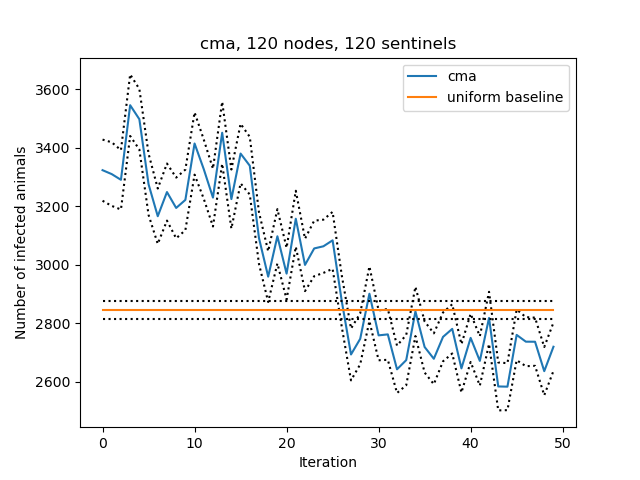 cma, 120 nodes, 120 sentinels
cma
uniform baseline
Number of infected animals
3600
3400
3200
3000
2800
2600
0 10 20 30 40 50
Iteration